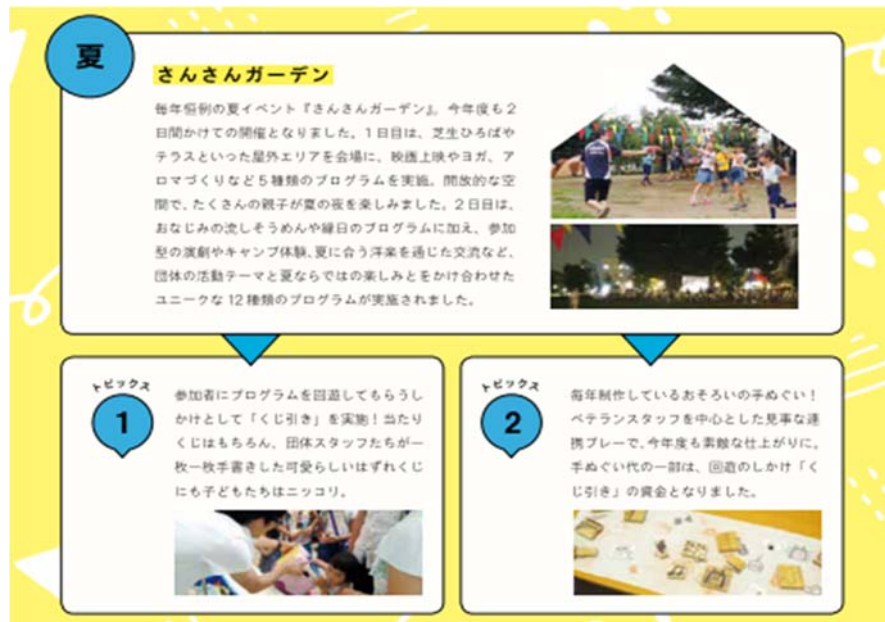 夏
さんさんガーデン
毎年恒例の夏イベント『さんさんガーデン』。今年度も２
日間かけての開催となりました。１日目は、芝生ひろばや
テラスといった屋外エリアを会場に、映画上映やヨガ、ア
ロマづくりなど５種類のプログラムを実施。開放的な空
間で、たくさんの親子が夏の夜を楽しみました。２日目は、
おなじみの流しそうめんや縁日のプログラムに加え、参加
型の演劇やキャンプ体験、夏に合う洋楽を通じた交流など、
団体の活動テーマと夏ならではの楽しみとをかけ合わせた
ユニークな 12 種類のプログラムが実施されました。
トピックス
1
参加者にプログラムを回遊してもらうし
かけとして「くじ引き」を実施！当たり
くじはもちろん、団体スタッフたちが一
枚一枚手書きした可愛らしいはずれくじ
にも子どもたちはニッコリ。
トピックス
2
毎年制作しているおそろいの手ぬぐい！
ベテランスタッフを中心とした見事な連
携プレーで、今年度も素敵な仕上がりに。
手ぬぐい代の一部は、回遊のしかけ「く
じ引き」の資金となりました。